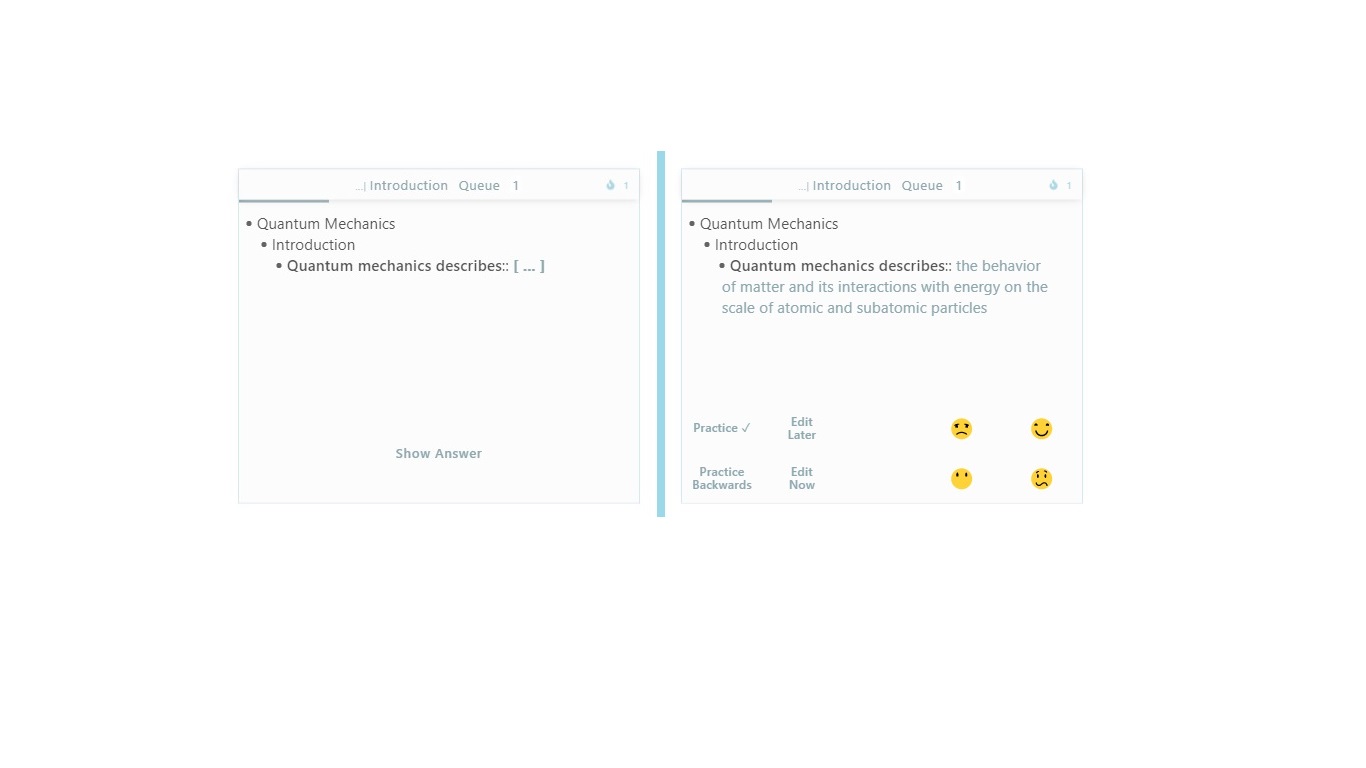 ...| Introduction Queue 1 1
• Quantum Mechanics
• Introduction
• Quantum mechanics describes:: [ ... ]
Show Answer
...| Introduction Queue 1 1
• Quantum Mechanics
• Introduction
• Quantum mechanics describes:: the behavior
of matter and its interactions with energy on the
scale of atomic and subatomic particles
Practice ✓
Edit
Later
Practice
Backwards
Edit
Now